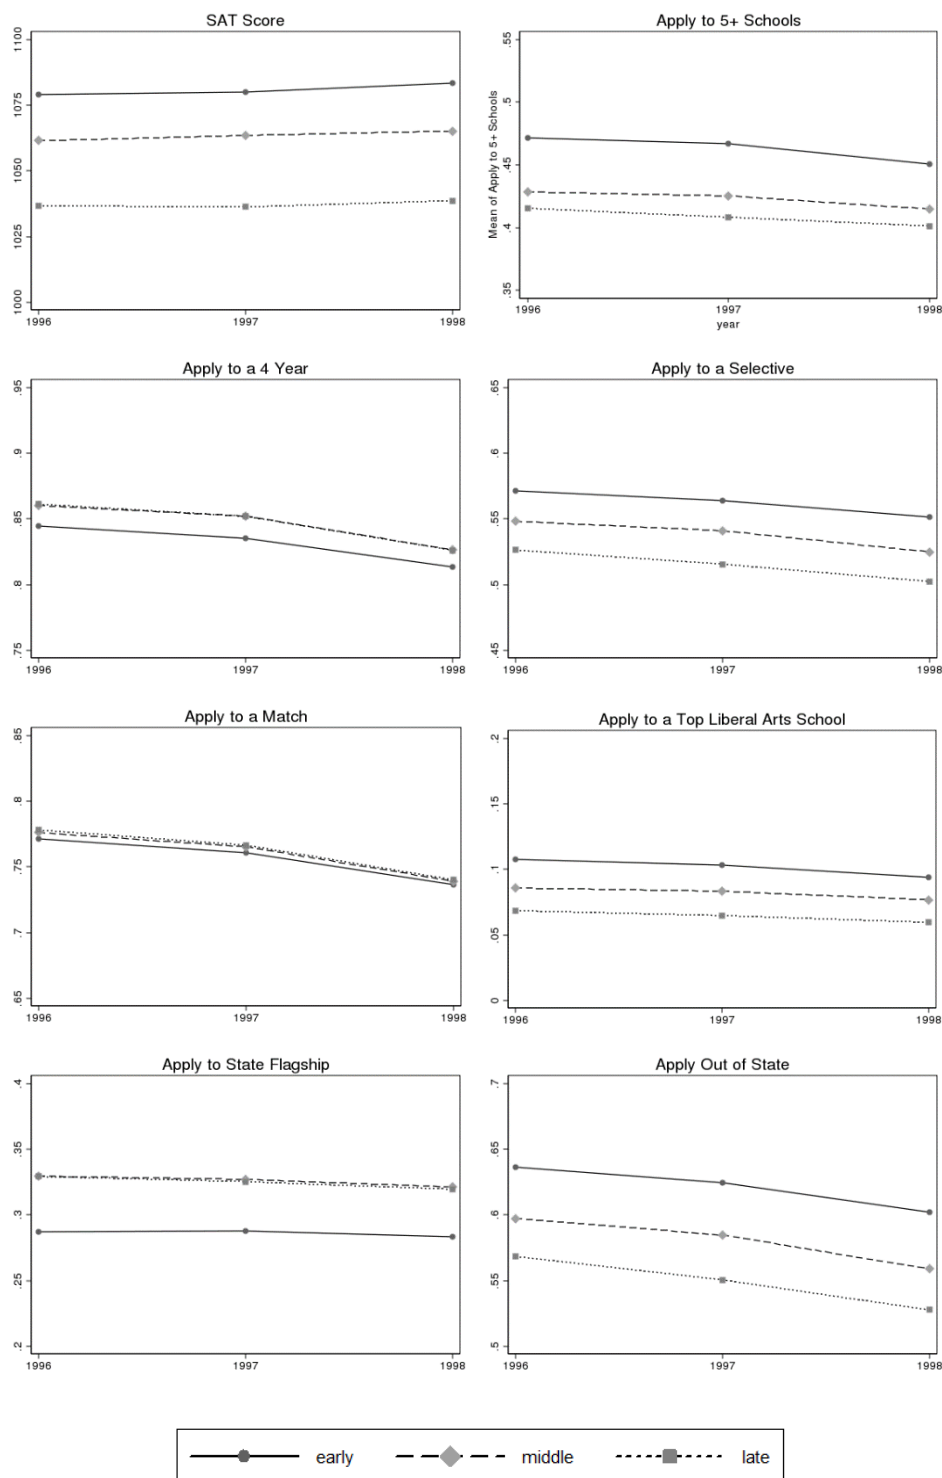 SAT Score
1100
1075
1050
1025
1000
1996 1997 1998
Apply to 5+ Schools
Mean of Apply to 5+ Schools
.55
.5
.45
.4
.35
1996 1997 1998
year
Apply to a 4 Year
.95
.9
.85
.8
.75
1996 1997 1998
Apply to a Selective
.65
.6
.55
.5
.45
1996 1997 1998
Apply to a Match
.85
.8
.75
.7
.65
1996 1997 1998
Apply to a Top Liberal Arts School
.2
.15
.1
.05
0
1996 1997 1998
Apply to State Flagship
.4
.35
.3
.25
.2
1996 1997 1998
Apply Out of State
.7
.65
.6
.55
.5
1996 1997 1998
early middle late